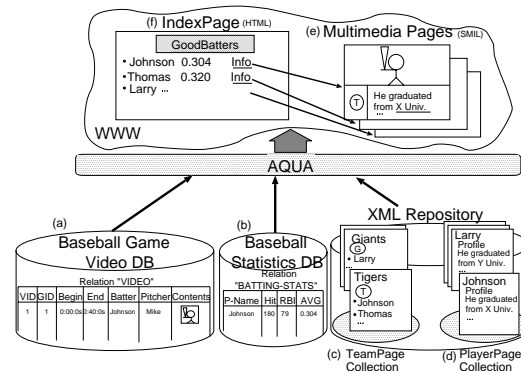 (f) IndexPage (HTML)
GoodBatters
• Johnson 0.304 Info
• Thomas 0.320 Info
• Larry ...
(e) Multimedia Pages (SMIL)
T
He graduated
from X Univ.
...
WWW
AQUA
(a)
Baseball Game
Video DB
Relation "VIDEO"
VID GID Begin End Batter Pitcher Contents
1 1 0:00:0s 0:40:0s Johnson Mike
(b)
Baseball
Statistics DB
Relation
"BATTING-STATS"
P-Name Hit RBI AVG
Johnson 180 79 0.304
XML Repository
Giants
G
• Larry
Tigers
T
• Johnson
• Thomas
...
Larry
Profile
He graduated
from Y Univ.
Johnson
Profile
He graduated
from X Univ.
...
(c) TeamPage
Collection
(d) PlayerPage
Collection